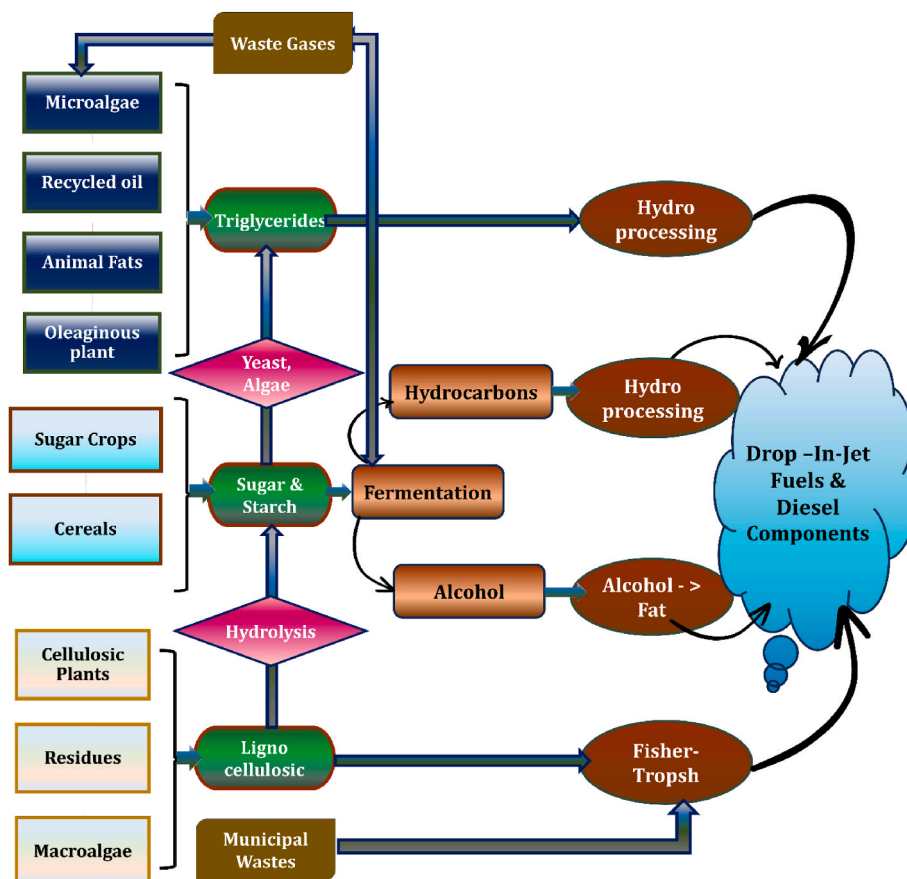 Waste Gases
Microalgae
Recycled oil
Animal Fats
Oleaginous
plant
Triglycerides
Hydro
processing
Yeast,
Algae
Hydrocarbons
Hydro
processing
Sugar Crops
Cereals
Sugar &
Starch
Fermentation
Drop –In-Jet
Fuels &
Diesel
Components
Alcohol
Alcohol - >
Fat
Hydrolysis
Cellulosic
Plants
Residues
Macroalgae
Ligno
cellulosic
Fisher-
Tropsh
Municipal
Wastes